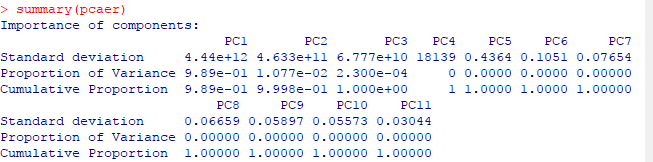 > summary(pcaer)
Importance of components:
PC1 PC2 PC3 PC4 PC5 PC6 PC7
Standard deviation 4.44e+12 4.633e+11 6.777e+10 18139 0.4364 0.1051 0.07654
Proportion of Variance 9.89e-01 1.077e-02 2.300e-04 0 0.0000 0.0000 0.00000
Cumulative Proportion 9.89e-01 9.998e-01 1.000e+00 1 1.0000 1.0000 1.00000
PC8 PC9 PC10 PC11
Standard deviation 0.06659 0.05897 0.05573 0.03044
Proportion of Variance 0.00000 0.00000 0.00000 0.00000
Cumulative Proportion 1.00000 1.00000 1.00000 1.00000